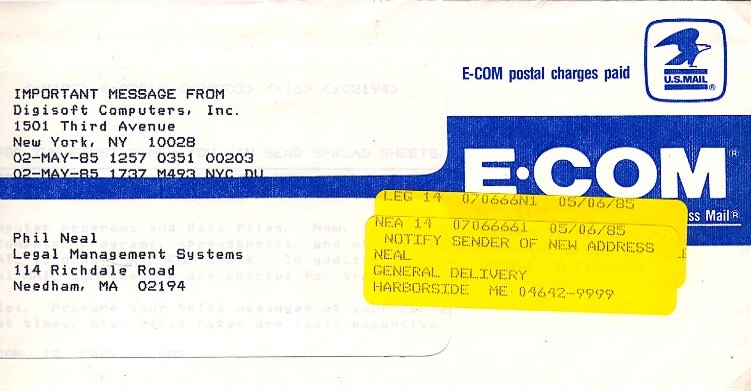 E-COM postal charges paid
U.S.MAIL
®
IMPORTANT MESSAGE FROM
Digisoft Computers, Inc.
1501 Third Avenue
New York, NY 10028
02-MAY-85 1257 0351 00203
02-MAY-85 1737 M493 NYC DU
E·COM®
ss Mail®
LEG 14 070666N1 05/06/85
NEA 14 07066661 05/06/85
NOTIFY SENDER OF NEW ADDRESS
NEAL
GENERAL DELIVERY
HARBORSIDE ME 04642-9999
Phil Neal
Legal Management Systems
114 Richdale Road
Needham, MA 02194